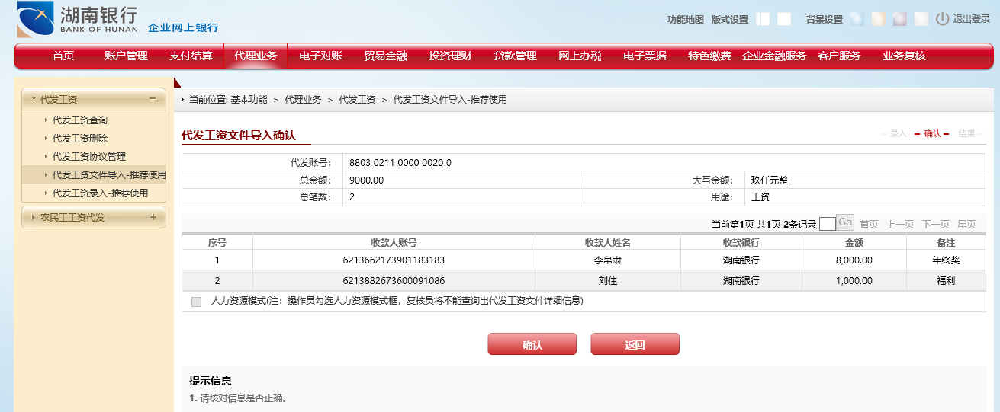 湖南银行
BANK OF HUNAN 企业网上银行
功能地图 版式设置 背景设置 退出登录
首页 账户管理 支付结算 代理业务 电子对账 贸易金融 投资理财 贷款管理 网上办税 电子票据 特色缴费 企业金融服务 客户服务 业务复核
代发工资 −
代发工资查询
代发工资删除
代发工资协议管理
代发工资文件导入-推荐使用
代发工资录入-推荐使用
农民工工资代发 +
当前位置: 基本功能 > 代理业务 > 代发工资 > 代发工资文件导入-推荐使用
代发工资文件导入确认 录入 确认 结果
代发账号: 8803 0211 0000 0020 0
总金额: 9000.00 大写金额: 玖仟元整
总笔数: 2 用途: 工资
当前第1页 共1页 2条记录 Go 首页 上一页 下一页 尾页
序号 收款人账号 收款人姓名 收款银行 金额 备注
1 6213662173901183183 李帛肃 湖南银行 8,000.00 年终奖
2 6213882673600091086 刘住 湖南银行 1,000.00 福利
人力资源模式(注：操作员勾选人力资源模式框，复核员将不能查询出代发工资文件详细信息)
确认 返回
提示信息
1. 请核对信息是否正确。